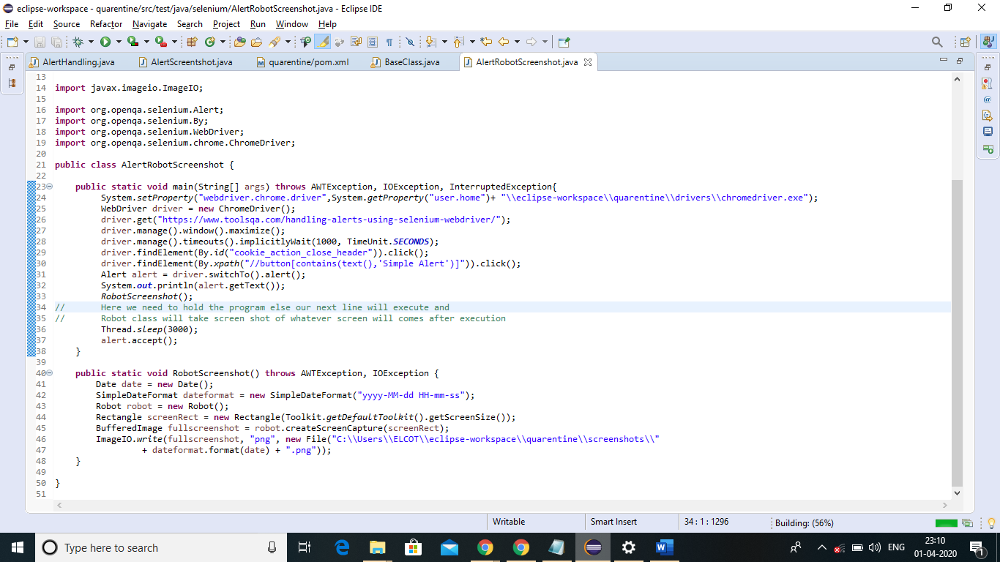 eclipse-workspace - quarentine/src/test/java/selenium/AlertRobotScreenshot.java - Eclipse IDE
File Edit Source Refactor Navigate Search Project Run Window Help
AlertHandling.java AlertScreentshot.java quarentine/pom.xml BaseClass.java AlertRobotScreenshot.java
13
14 import javax.imageio.ImageIO;
15
16 import org.openqa.selenium.Alert;
17 import org.openqa.selenium.By;
18 import org.openqa.selenium.WebDriver;
19 import org.openqa.selenium.chrome.ChromeDriver;
20
21 public class AlertRobotScreenshot {
22
23 public static void main(String[] args) throws AWTException, IOException, InterruptedException{
24 System.setProperty("webdriver.chrome.driver",System.getProperty("user.home")+ "\\eclipse-workspace\\quarentine\\drivers\\chromedriver.exe");
25 WebDriver driver = new ChromeDriver();
26 driver.get("https://www.toolsqa.com/handling-alerts-using-selenium-webdriver/");
27 driver.manage().window().maximize();
28 driver.manage().timeouts().implicitlyWait(1000, TimeUnit.SECONDS);
29 driver.findElement(By.id("cookie_action_close_header")).click();
30 driver.findElement(By.xpath("//button[contains(text(),'Simple Alert')]")).click();
31 Alert alert = driver.switchTo().alert();
32 System.out.println(alert.getText());
33 RobotScreenshot();
34 // Here we need to hold the program else our next line will execute and
35 // Robot class will take screen shot of whatever screen will comes after execution
36 Thread.sleep(3000);
37 alert.accept();
38 }
39
40 public static void RobotScreenshot() throws AWTException, IOException {
41 Date date = new Date();
42 SimpleDateFormat dateformat = new SimpleDateFormat("yyyy-MM-dd HH-mm-ss");
43 Robot robot = new Robot();
44 Rectangle screenRect = new Rectangle(Toolkit.getDefaultToolkit().getScreenSize());
45 BufferedImage fullscreenshot = robot.createScreenCapture(screenRect);
46 ImageIO.write(fullscreenshot, "png", new File("C:\\Users\\ELCOT\\eclipse-workspace\\quarentine\\screenshots\\"
47 + dateformat.format(date) + ".png"));
48 }
49
50 }
51
Writable Smart Insert 34 : 1 : 1296 Building: (56%)
Type here to search
ENG 23:10
01-04-2020
1